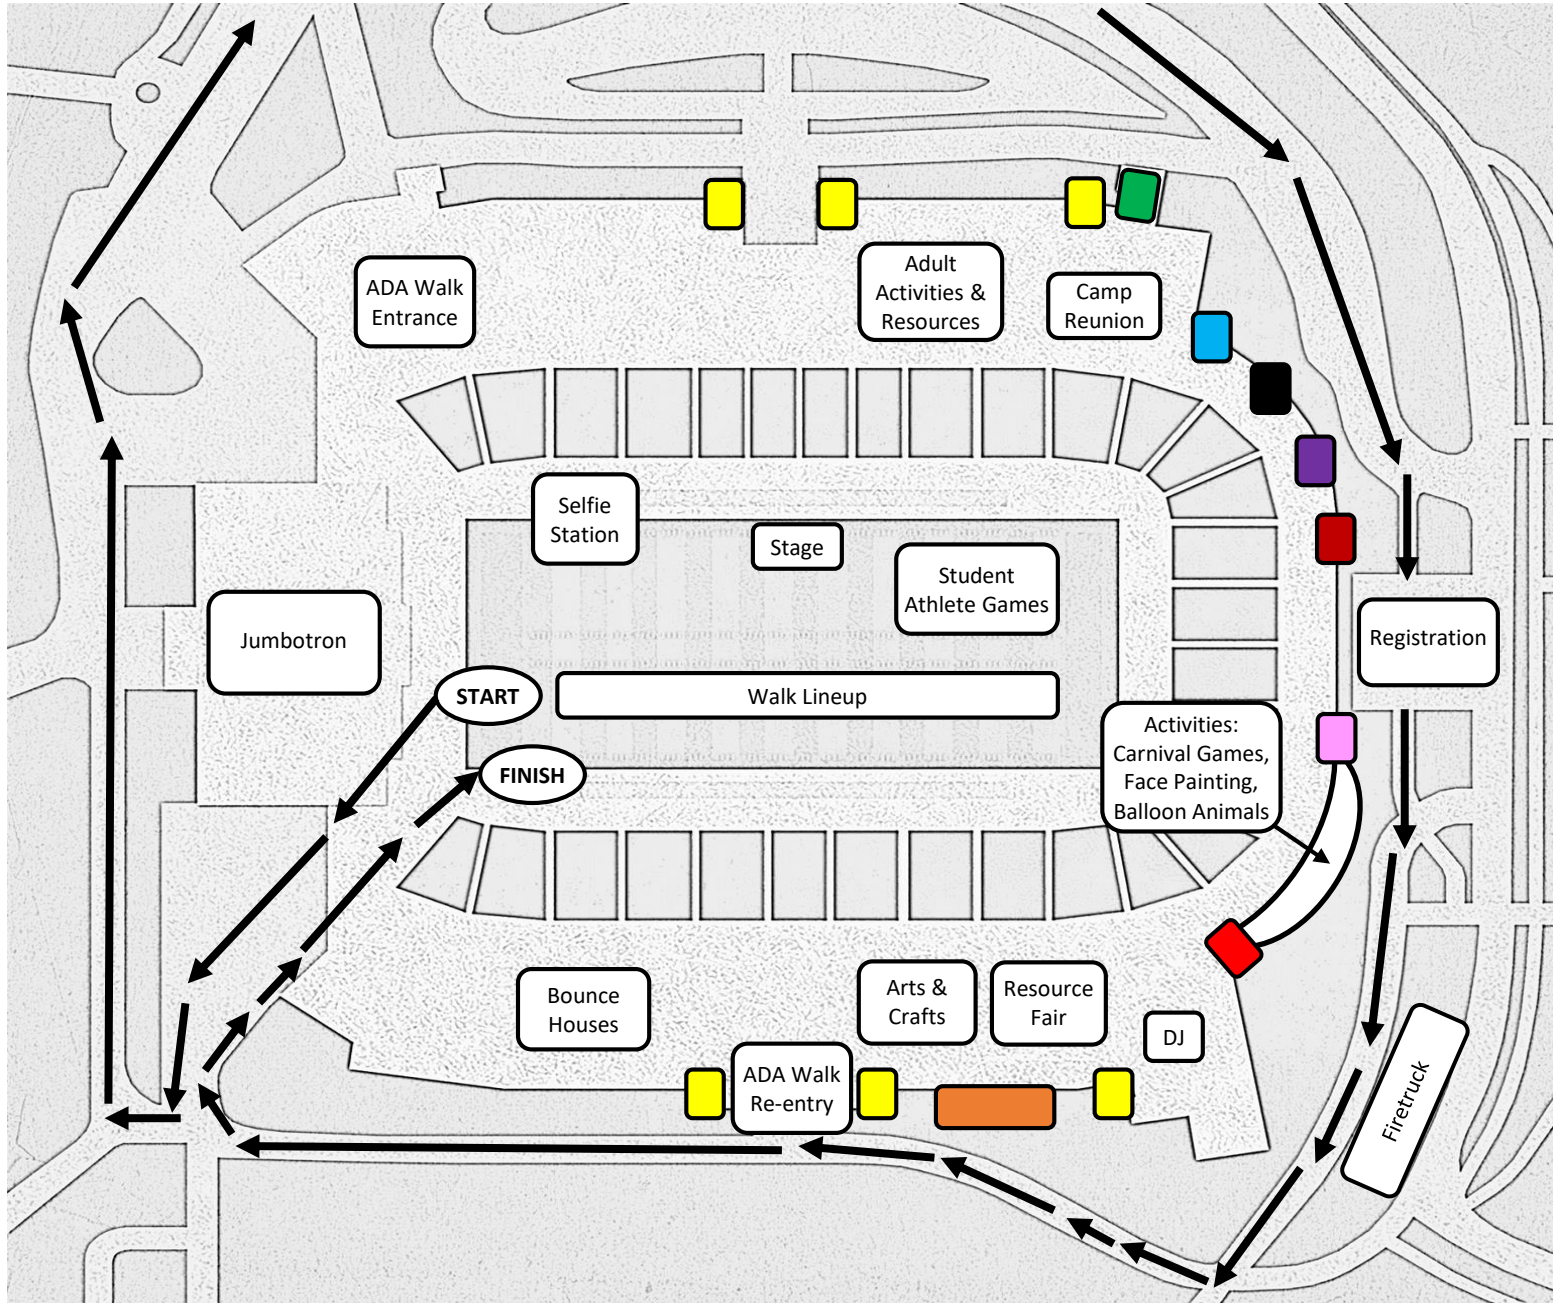 ADA Walk
Entrance
Adult
Activities &
Resources
Camp
Reunion
Selfie
Station
Stage
Student
Athlete Games
Jumbotron
Registration
START
Walk Lineup
FINISH
Activities:
Carnival Games,
Face Painting,
Balloon Animals
Bounce
Houses
Arts &
Crafts
Resource
Fair
DJ
ADA Walk
Re-entry
Firetruck